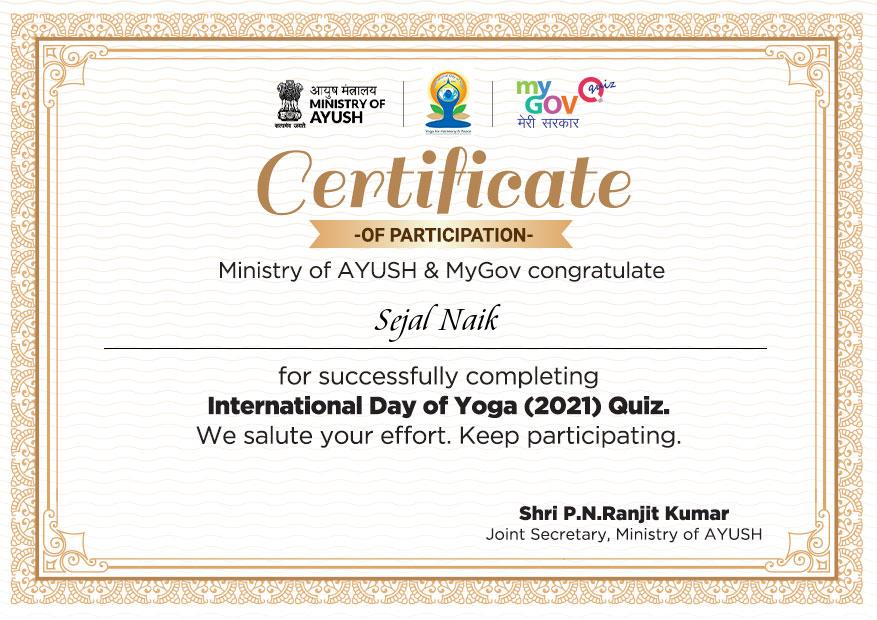 आयुष मंत्रालय
MINISTRY OF
AYUSH
सत्यमेव जयते
Yoga for Harmony & Peace
my
GOV quiz
मेरी सरकार
Certificate
-OF PARTICIPATION-
Ministry of AYUSH & MyGov congratulate
Sejal Naik
for successfully completing
International Day of Yoga (2021) Quiz.
We salute your effort. Keep participating.
Shri P.N.Ranjit Kumar
Joint Secretary, Ministry of AYUSH